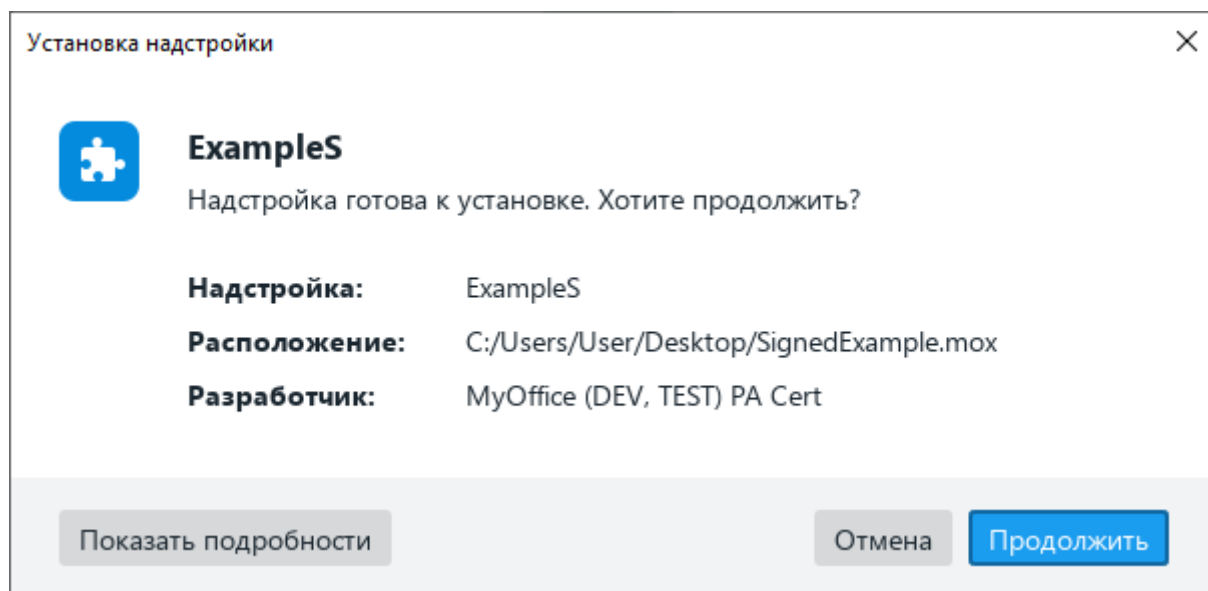 Установка надстройки
ExampleS
Надстройка готова к установке. Хотите продолжить?
Надстройка: ExampleS
Расположение: C:/Users/User/Desktop/SignedExample.mox
Разработчик: MyOffice (DEV, TEST) PA Cert
Показать подробности Отмена Продолжить